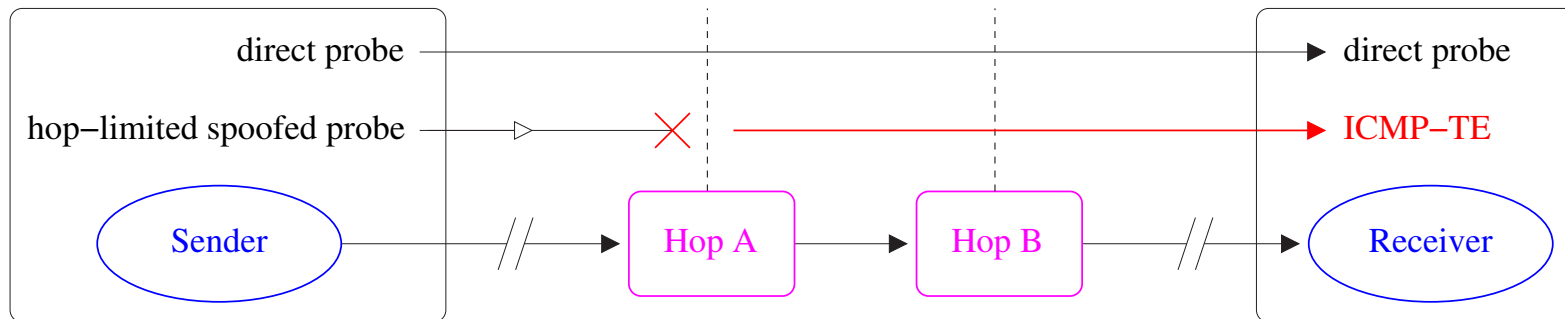 direct probe
direct probe
hop−limited spoofed probe
ICMP−TE
Sender
Hop A
Hop B
Receiver